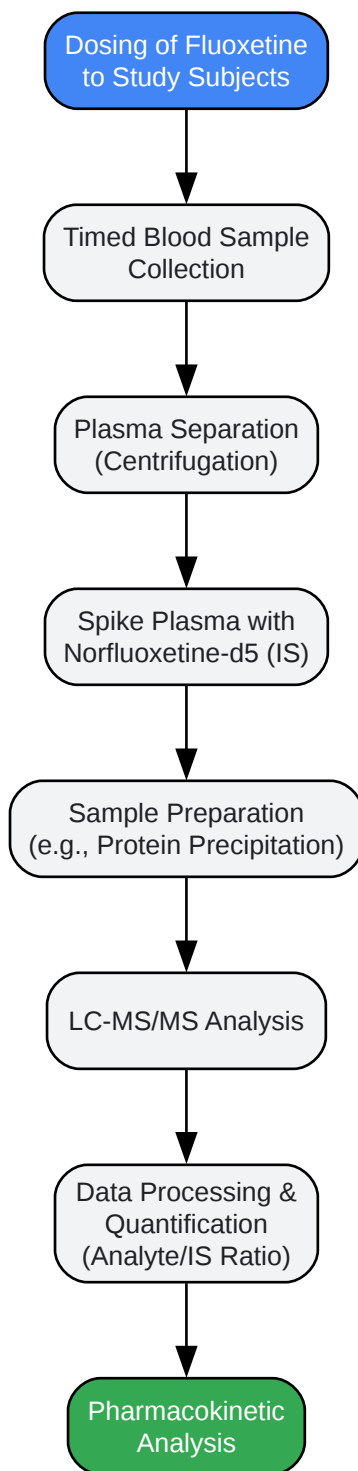 Dosing of Fluoxetine
to Study Subjects
Timed Blood Sample
Collection
Plasma Separation
(Centrifugation)
Spike Plasma with
Norfluoxetine-d5 (IS)
Sample Preparation
(e.g., Protein Precipitation)
LC-MS/MS Analysis
Data Processing &
Quantification
(Analyte/IS Ratio)
Pharmacokinetic
Analysis